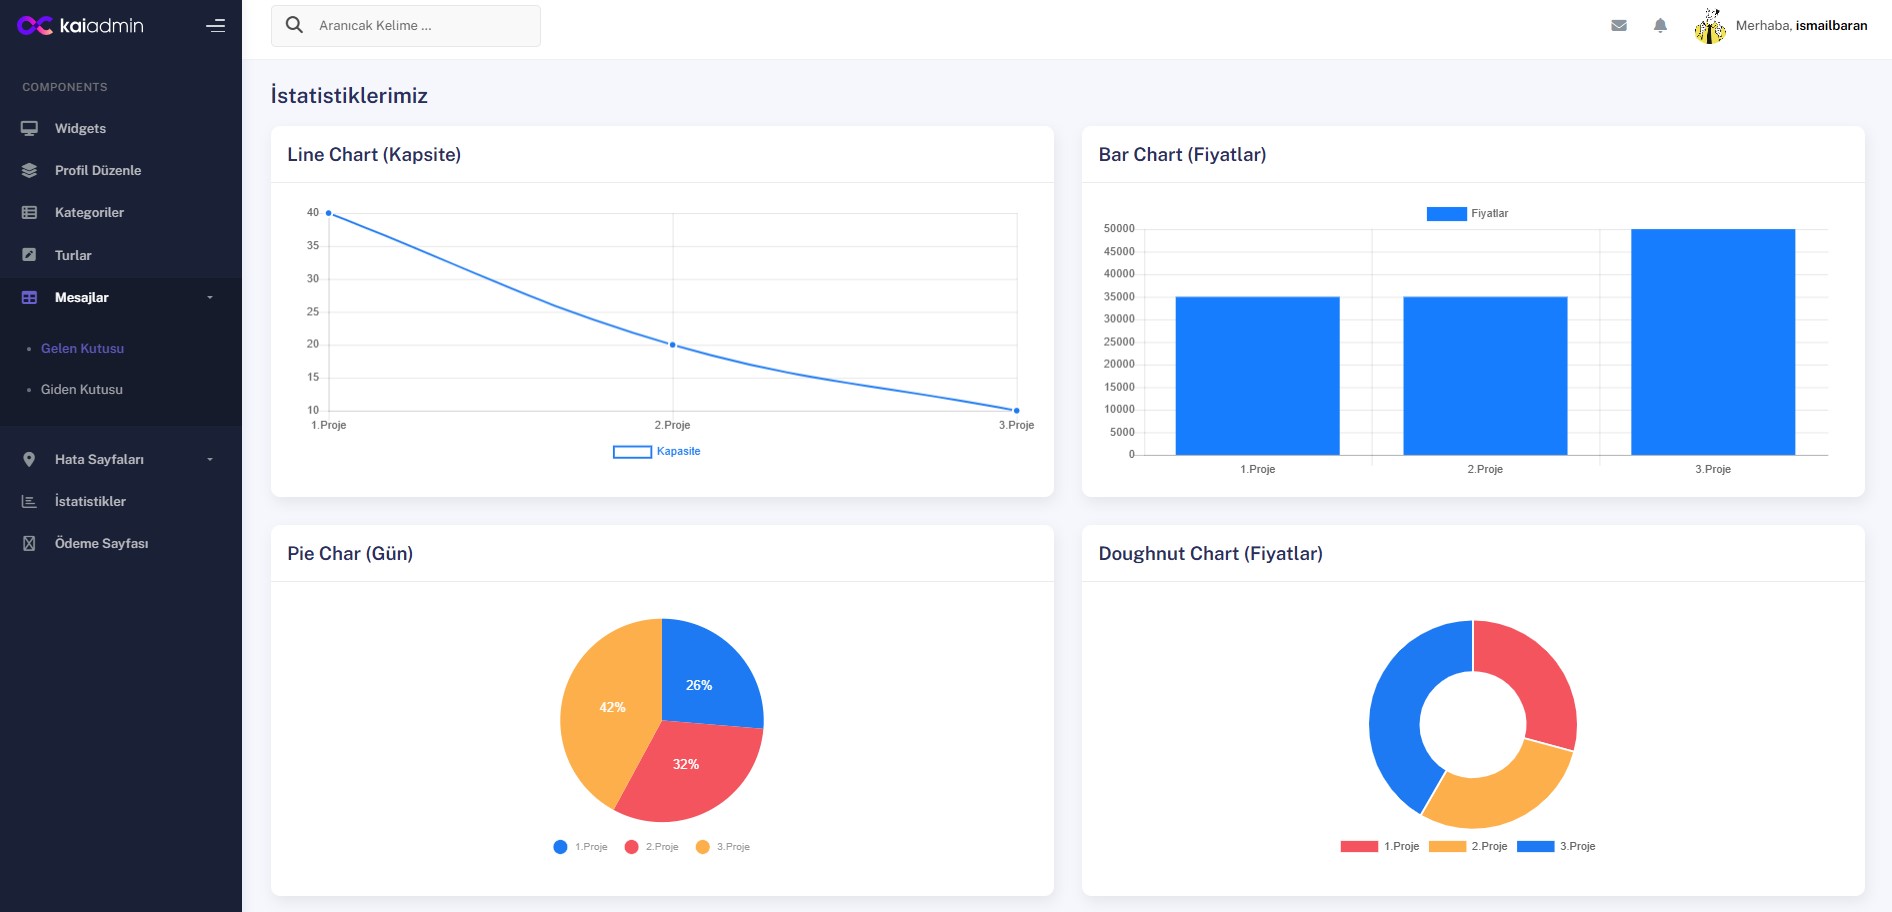 kaiadmin
COMPONENTS
Widgets
Profil Düzenle
Kategoriler
Turlar
Mesajlar
Gelen Kutusu
Giden Kutusu
Hata Sayfaları
İstatistikler
Ödeme Sayfası
Aranıcak Kelime ...
Merhaba, ismailbaran
İstatistiklerimiz
Line Chart (Kapsite)
40
35
30
25
20
15
10
1.Proje 2.Proje 3.Proje
Kapasite
Bar Chart (Fiyatlar)
Fiyatlar
50000
45000
40000
35000
30000
25000
20000
15000
10000
5000
0
1.Proje 2.Proje 3.Proje
Pie Char (Gün)
26%
42%
32%
1.Proje 2.Proje 3.Proje
Doughnut Chart (Fiyatlar)
1.Proje 2.Proje 3.Proje